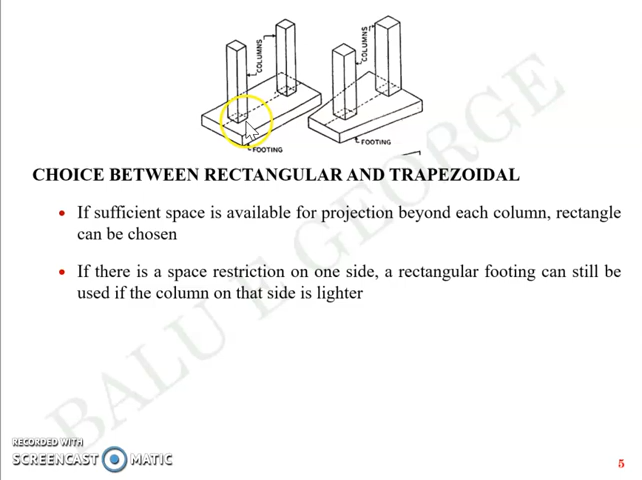 COLUMNS
COLUMNS
FOOTING
FOOTING
CHOICE BETWEEN RECTANGULAR AND TRAPEZOIDAL
If sufficient space is available for projection beyond each column, rectangle
can be chosen
If there is a space restriction on one side, a rectangular footing can still be
used if the column on that side is lighter
BALU E GEORGE
RECORDED WITH
SCREENCAST MATIC
5